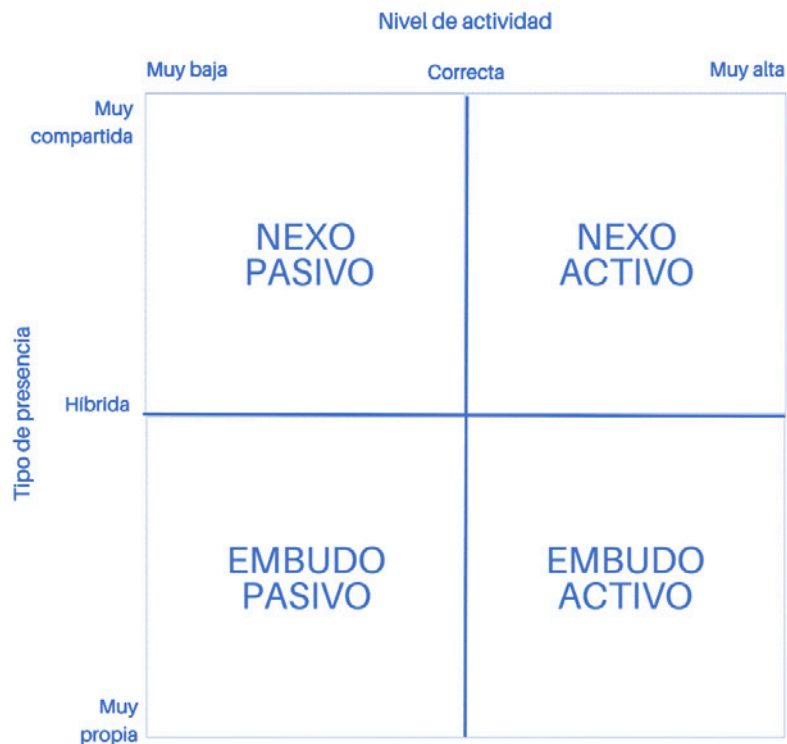 Nivel de actividad
Muy baja
Correcta
Muy alta
Muy
compartida
NEXO
PASIVO
NEXO
ACTIVO
Tipo de presencia
Híbrida
EMBUDO
PASIVO
EMBUDO
ACTIVO
Muy
propia